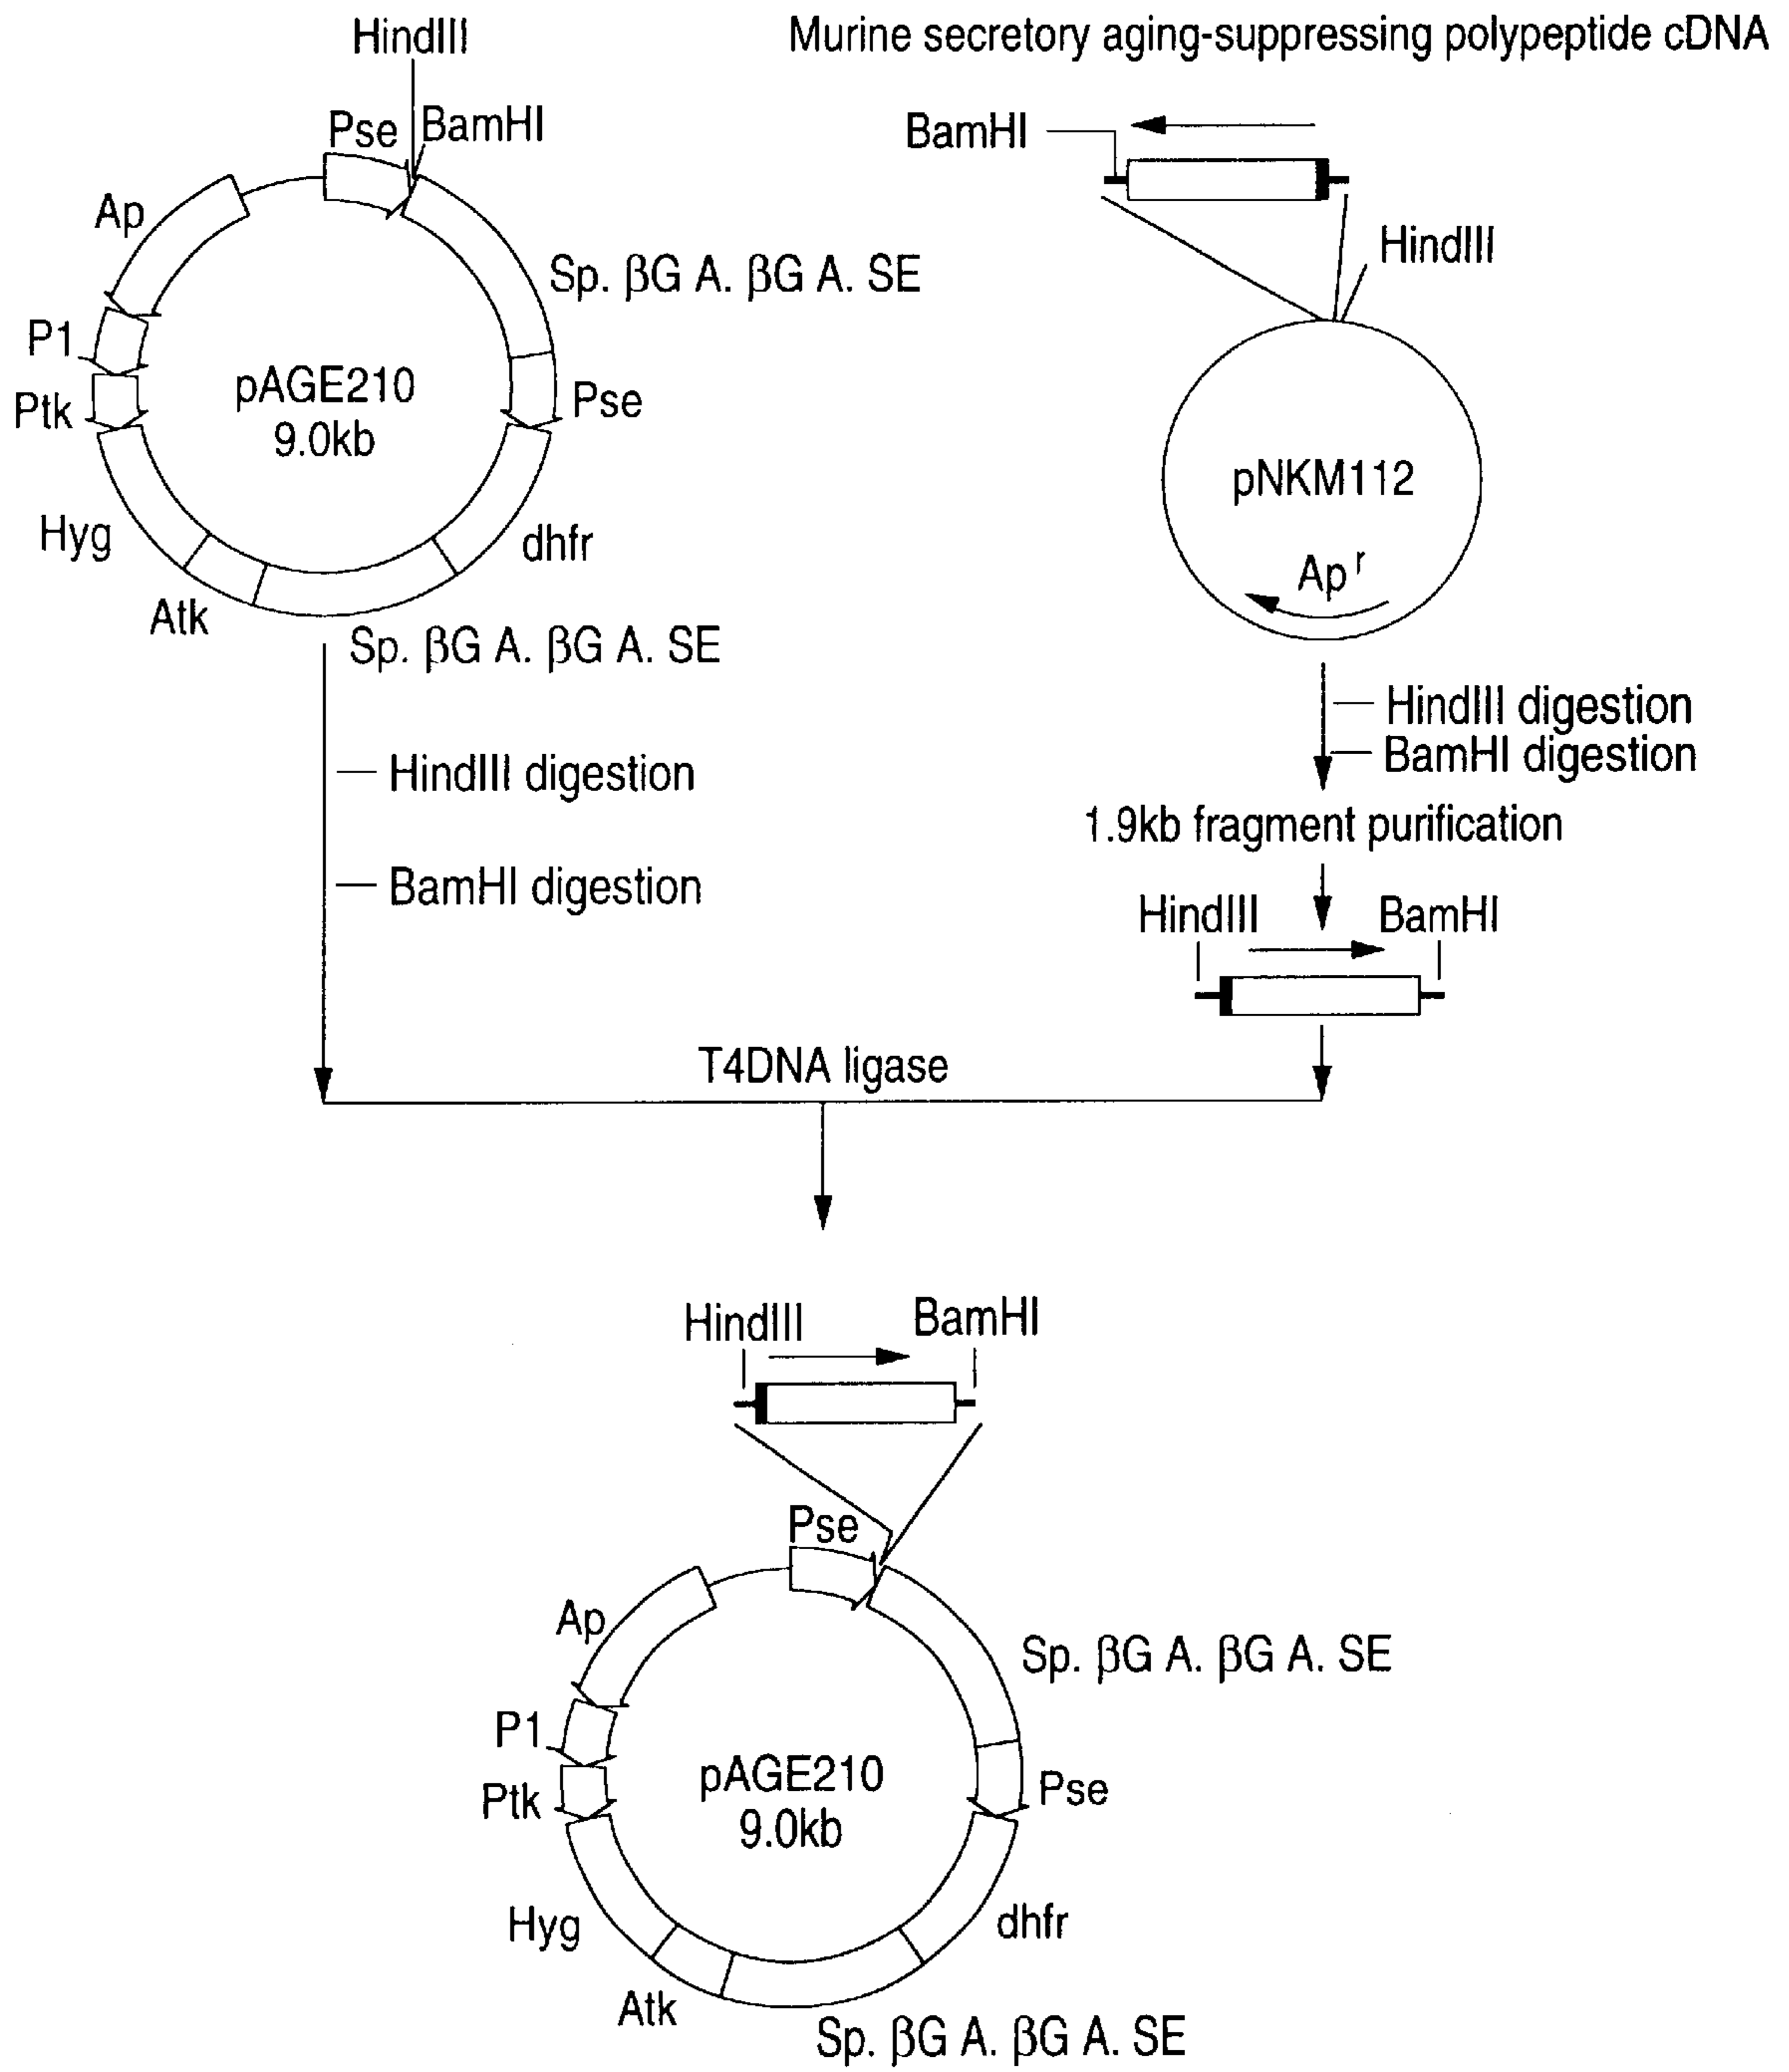 HindIII
Murine secretory aging-suppressing polypeptide cDNA
Pse
BamHI
BamHI
Ap
HindIII
Sp. βG A. βG A. SE
P1
Ptk
pAGE210
9.0kb
Pse
pNKM112
Hyg
dhfr
Ap r
Atk
Sp. βG A. βG A. SE
HindIII digestion
BamHI digestion
HindIII digestion
BamHI digestion
1.9kb fragment purification
HindIII
BamHI
T4DNA ligase
HindIII
BamHI
Pse
Ap
Sp. βG A. βG A. SE
P1
Ptk
pAGE210
9.0kb
Pse
Hyg
dhfr
Atk
Sp. βG A. βG A. SE